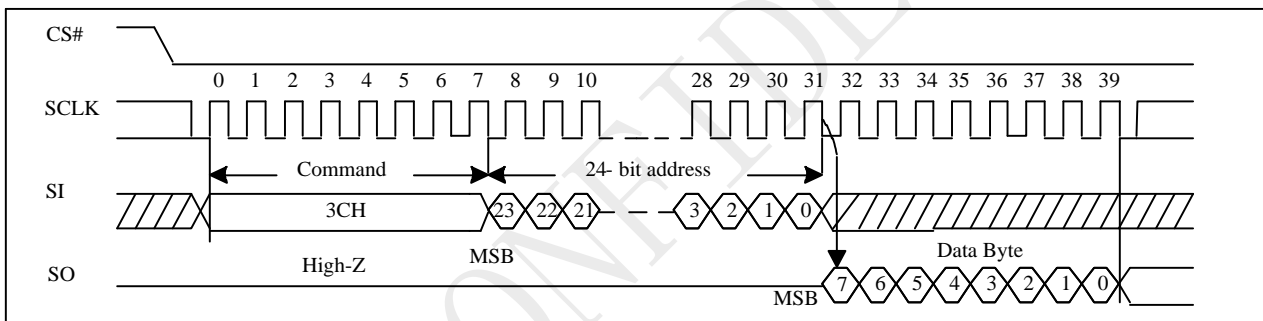 CS#
0 1 2 3 4 5 6 7 8 9 10 28 29 30 31 32 33 34 35 36 37 38 39
SCLK
Command 24- bit address
SI 3CH 23 22 21 3 2 1 0
MSB Data Byte
SO High-Z
MSB 7 6 5 4 3 2 1 0